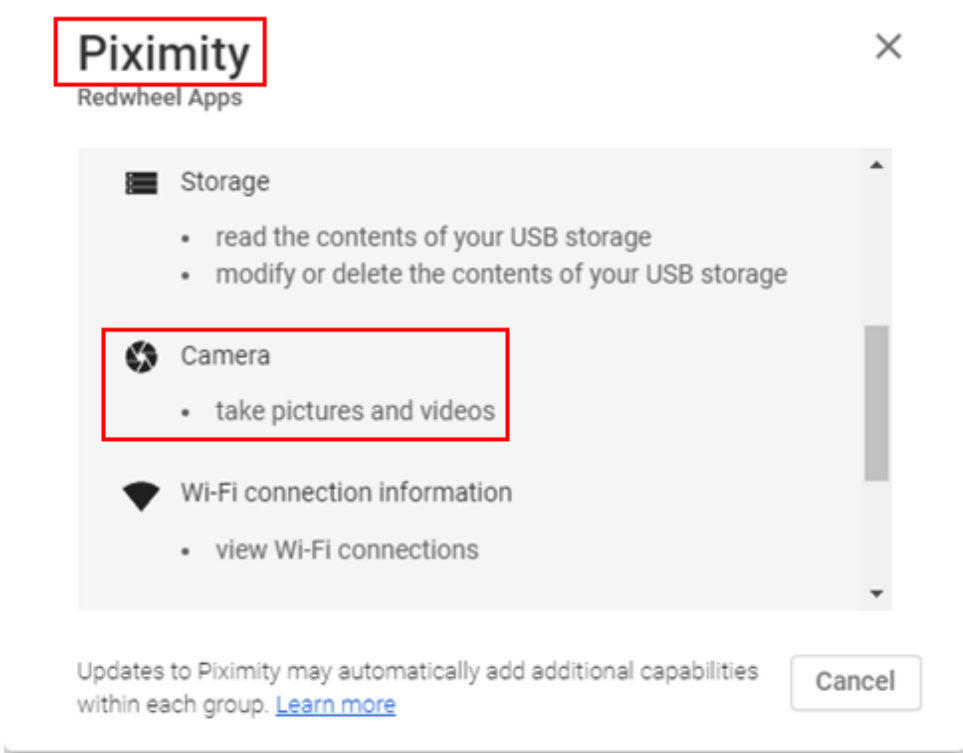 Piximity
Redwheel Apps
Storage
• read the contents of your USB storage
• modify or delete the contents of your USB storage
Camera
• take pictures and videos
Wi-Fi connection information
• view Wi-Fi connections
Updates to Piximity may automatically add additional capabilities
within each group. Learn more
Cancel